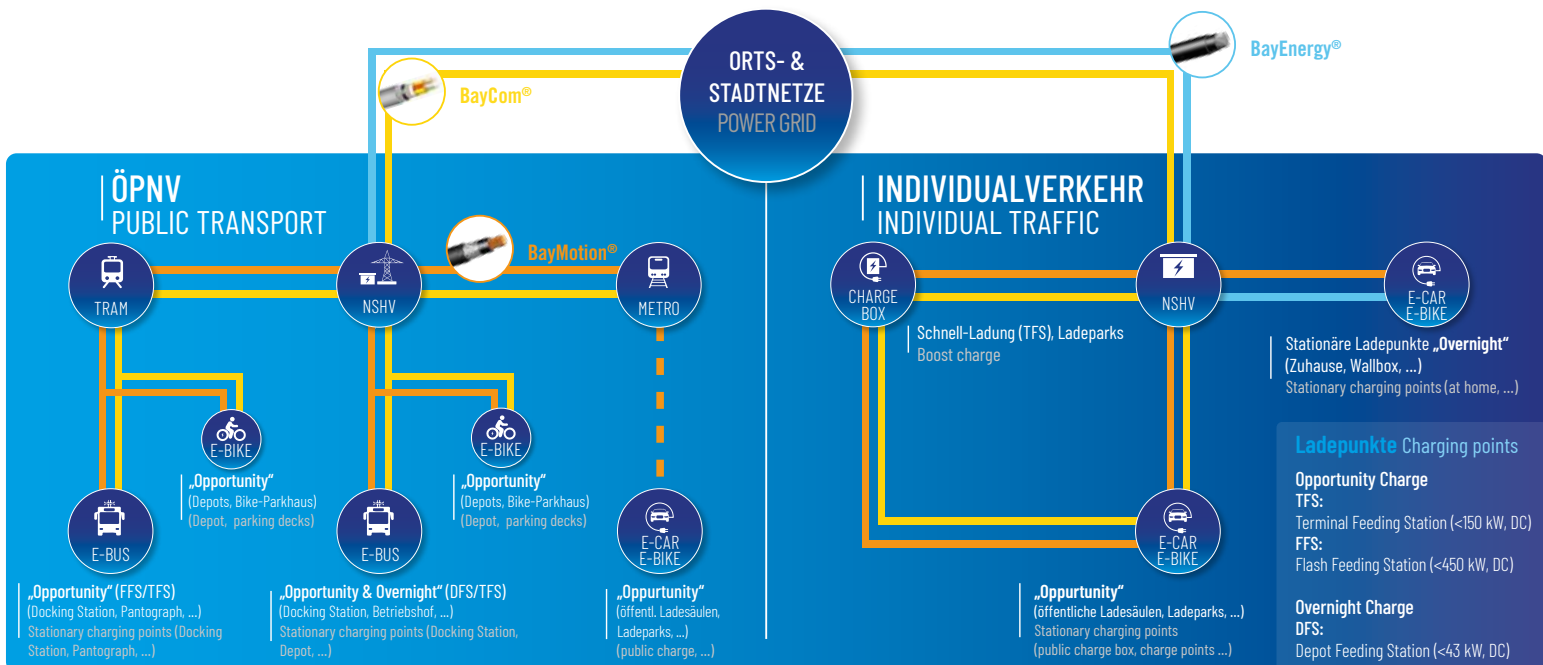 ORTS- &
STADTNETZE
POWER GRID
BayCom®
BayEnergy®
ÖPNV
PUBLIC TRANSPORT
BayMotion®
TRAM
NSHV
METRO
E-BIKE
„Opportunity“
(Depots, Bike-Parkhaus)
(Depot, parking decks)
E-BIKE
„Opportunity“
(Depots, Bike-Parkhaus)
(Depot, parking decks)
E-BUS
„Opportunity“ (FFS/TFS)
(Docking Station, Pantograph, ...)
Stationary charging points (Docking
Station, Pantograph, ...)
E-BUS
„Opportunity & Overnight“ (DFS/TFS)
(Docking Station, Betriebshof, ...)
Stationary charging points (Docking Station,
Depot, ...)
E-CAR
E-BIKE
„Opportunity“
(öffentl. Ladesäulen,
Ladeparks, ...)
(public charge, ...)
INDIVIDUALVERKEHR
INDIVIDUAL TRAFFIC
CHARGE
BOX
Schnell-Ladung (TFS), Ladeparks
Boost charge
NSHV
E-CAR
E-BIKE
Stationäre Ladepunkte „Overnight“
(Zuhause, Wallbox, ...)
Stationary charging points (at home, ...)
E-CAR
E-BIKE
„Oppurtunity“
(öffentliche Ladesäulen, Ladeparks, ...)
Stationary charging points
(public charge box, charge points ...)
Ladepunkte Charging points
Opportunity Charge
TFS:
Terminal Feeding Station (<150 kW, DC)
FFS:
Flash Feeding Station (<450 kW, DC)
Overnight Charge
DFS:
Depot Feeding Station (<43 kW, DC)